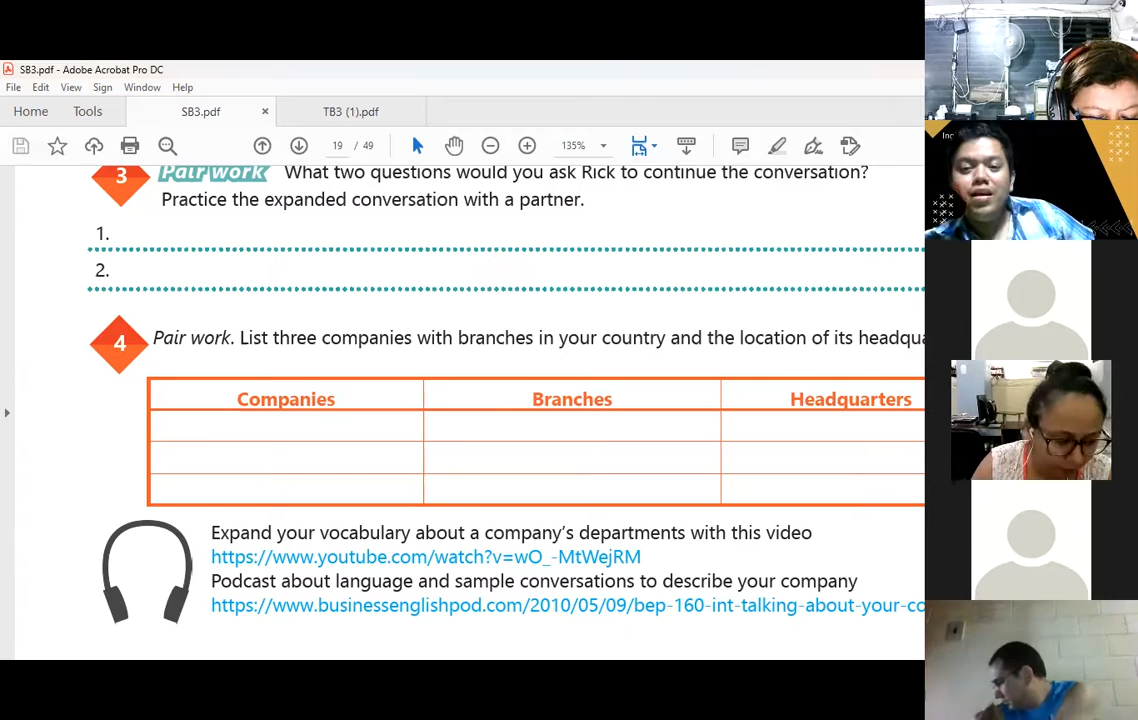 SB3.pdf - Adobe Acrobat Pro DC
File Edit View Sign Window Help
Home Tools SB3.pdf × TB3 (1).pdf
19 / 49 135%
3 Pair work What two questions would you ask Rick to continue the conversation?
Practice the expanded conversation with a partner.
1.
2.
4 Pair work. List three companies with branches in your country and the location of its headqua
Companies Branches Headquarters
Expand your vocabulary about a company's departments with this video
https://www.youtube.com/watch?v=wO_-MtWejRM
Podcast about language and sample conversations to describe your company
https://www.businessenglishpod.com/2010/05/09/bep-160-int-talking-about-your-co
Inc